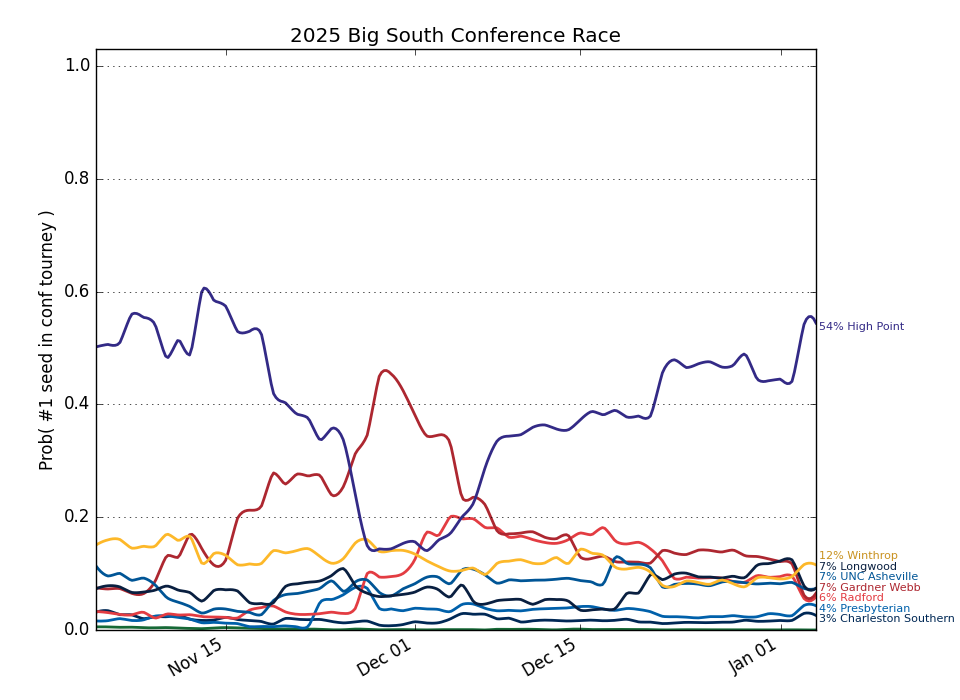 2025 Big South Conference Race
Prob( #1 seed in conf tourney )
1.0
0.8
0.6
0.4
0.2
0.0
Nov 15
Dec 01
Dec 15
Jan 01
54% High Point
12% Winthrop
7% Longwood
9% UNC Asheville
7% Gardner Webb
6% Radford
4% Presbyterian
3% Charleston Southern